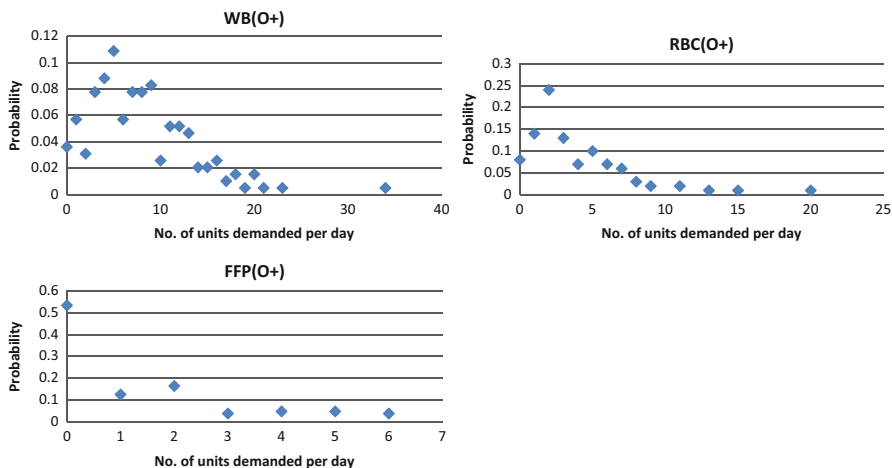 WB(O+)
0.12
0.1
0.08
0.06
0.04
0.02
0
Probability
0 10 20 30 40
No. of units demanded per day
RBC(O+)
0.3
0.25
0.2
0.15
0.1
0.05
0
Probability
0 5 10 15 20 25
No. of units demanded per day
FFP(O+)
0.6
0.5
0.4
0.3
0.2
0.1
0
Probability
0 1 2 3 4 5 6 7
No. of units demanded per day